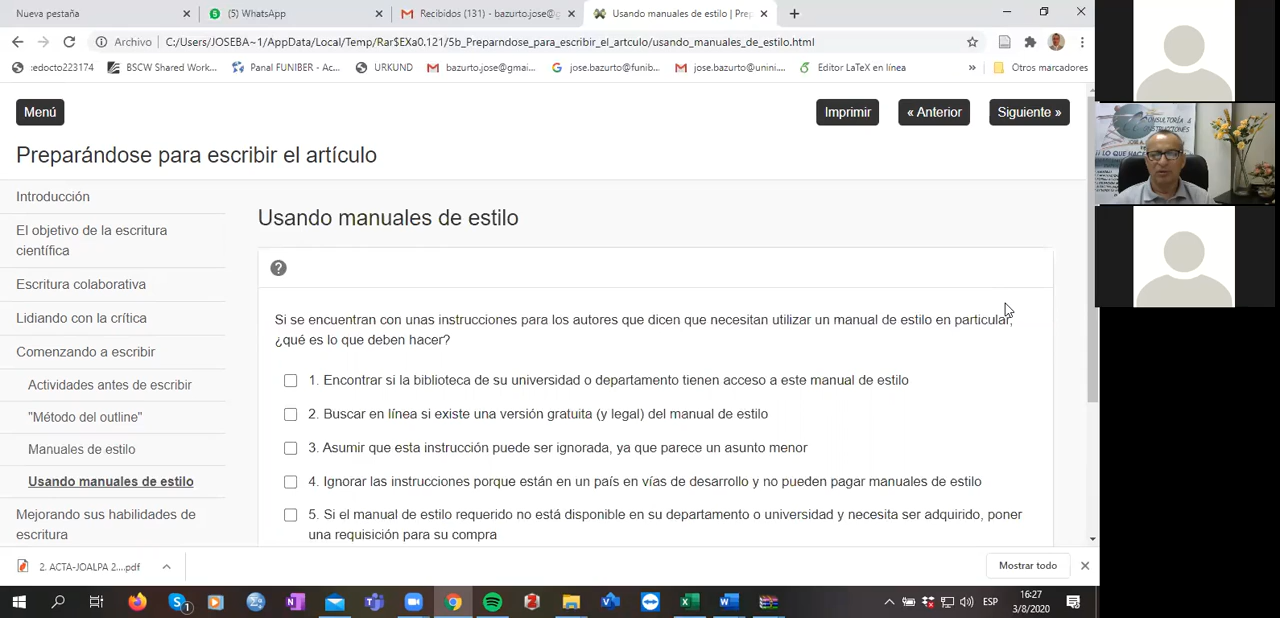 Nueva pestaña
(5) WhatsApp
Recibidos (131) - bazurto.jose@g
Usando manuales de estilo | Prep
Archivo
C:/Users/JOSEBA~1/AppData/Local/Temp/Rar$EXa0.121/5b_Preparndose_para_escribir_el_artculo/usando_manuales_de_estilo.html
:edocto223174
BSCW Shared Work...
Panal FUNIBER - Ac...
URKUND
bazurto.jose@gmai...
jose.bazurto@funib...
jose.bazurto@unini....
Editor LaTeX en línea
»
Otros marcadores
Menú
Imprimir
« Anterior
Siguiente »
Preparándose para escribir el artículo
Introducción
El objetivo de la escritura
científica
Escritura colaborativa
Lidiando con la crítica
Comenzando a escribir
Actividades antes de escribir
"Método del outline"
Manuales de estilo
Usando manuales de estilo
Mejorando sus habilidades de
escritura
Usando manuales de estilo
Si se encuentran con unas instrucciones para los autores que dicen que necesitan utilizar un manual de estilo en particular,
¿qué es lo que deben hacer?
1. Encontrar si la biblioteca de su universidad o departamento tienen acceso a este manual de estilo
2. Buscar en línea si existe una versión gratuita (y legal) del manual de estilo
3. Asumir que esta instrucción puede ser ignorada, ya que parece un asunto menor
4. Ignorar las instrucciones porque están en un país en vías de desarrollo y no pueden pagar manuales de estilo
5. Si el manual de estilo requerido no está disponible en su departamento o universidad y necesita ser adquirido, poner
una requisición para su compra
CONSULTORÍA &
CONSTRUCCIONES
LO QUE HACE
2. ACTA-JOALPA 2....pdf
Mostrar todo
ESP
16:27
3/8/2020